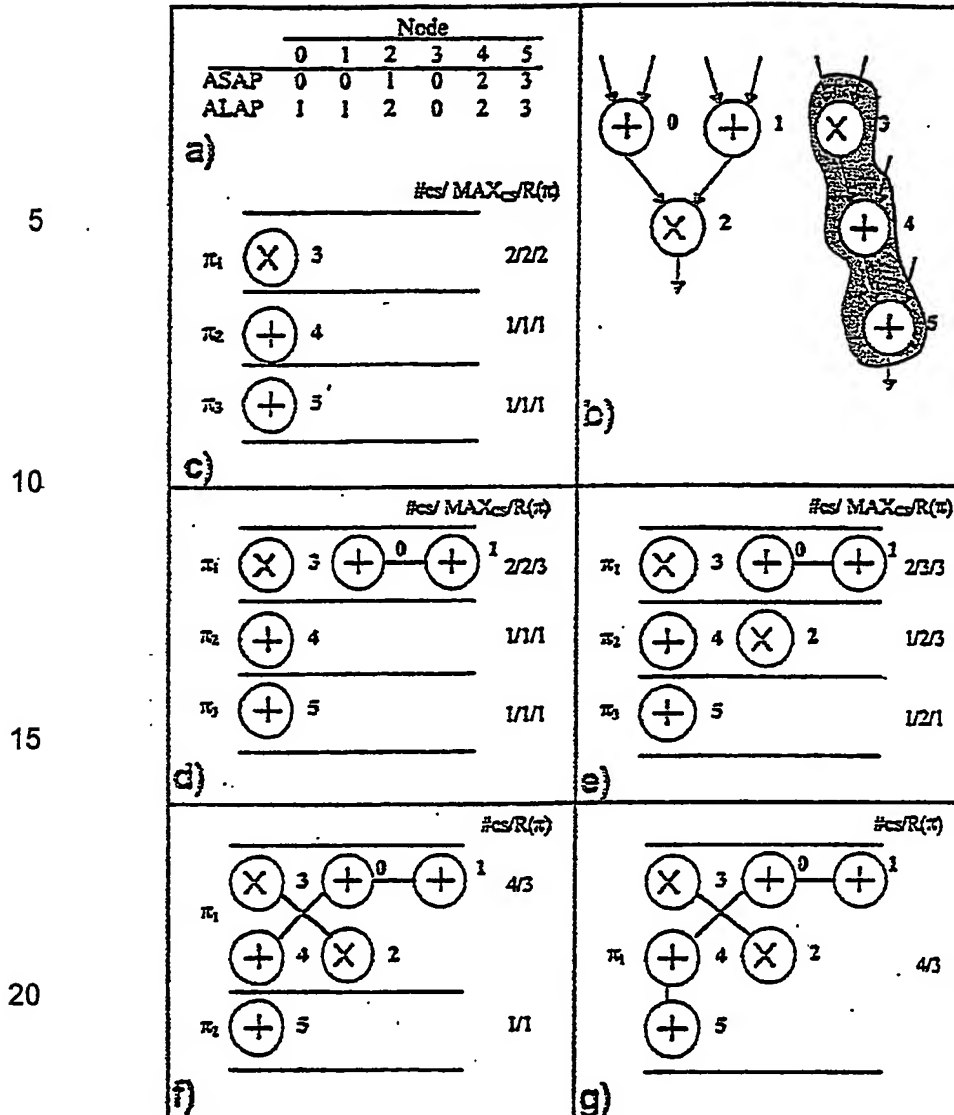 Node
0 1 2 3 4 5
ASAP 0 0 1 0 2 3
ALAP 1 1 2 0 2 3
a)
0
1
3
2
4
5
b)
#cs/ MAXcs/R(π)
π1 × 3 2/2/2
π2 + 4 1/1/1
π3 + 5 1/1/1
c)
5
10
#cs/ MAXcs/R(π)
π1 × 3 + 0 + 1 2/2/3
π2 + 4 1/1/1
π3 + 5 1/1/1
d)
#cs/ MAXcs/R(π)
π1 × 3 + 0 + 1 2/3/3
π2 + 4 × 2 1/2/3
π3 + 5 1/2/1
e)
15
#cs/R(π)
× 3 + 0 + 1 4/3
π1
+ 4 × 2
π2 + 5 1/1
f)
#cs/R(π)
× 3 + 0 + 1
π1 + 4 × 2 4/3
+ 5
g)
20